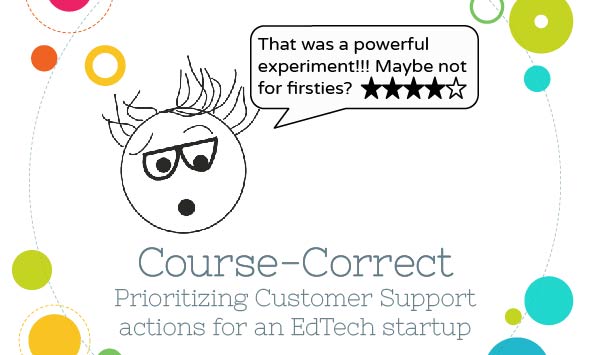 That was a powerful
experiment!!! Maybe not
for firsties? ★★★★☆
Course-Correct
Prioritizing Customer Support
actions for an EdTech startup